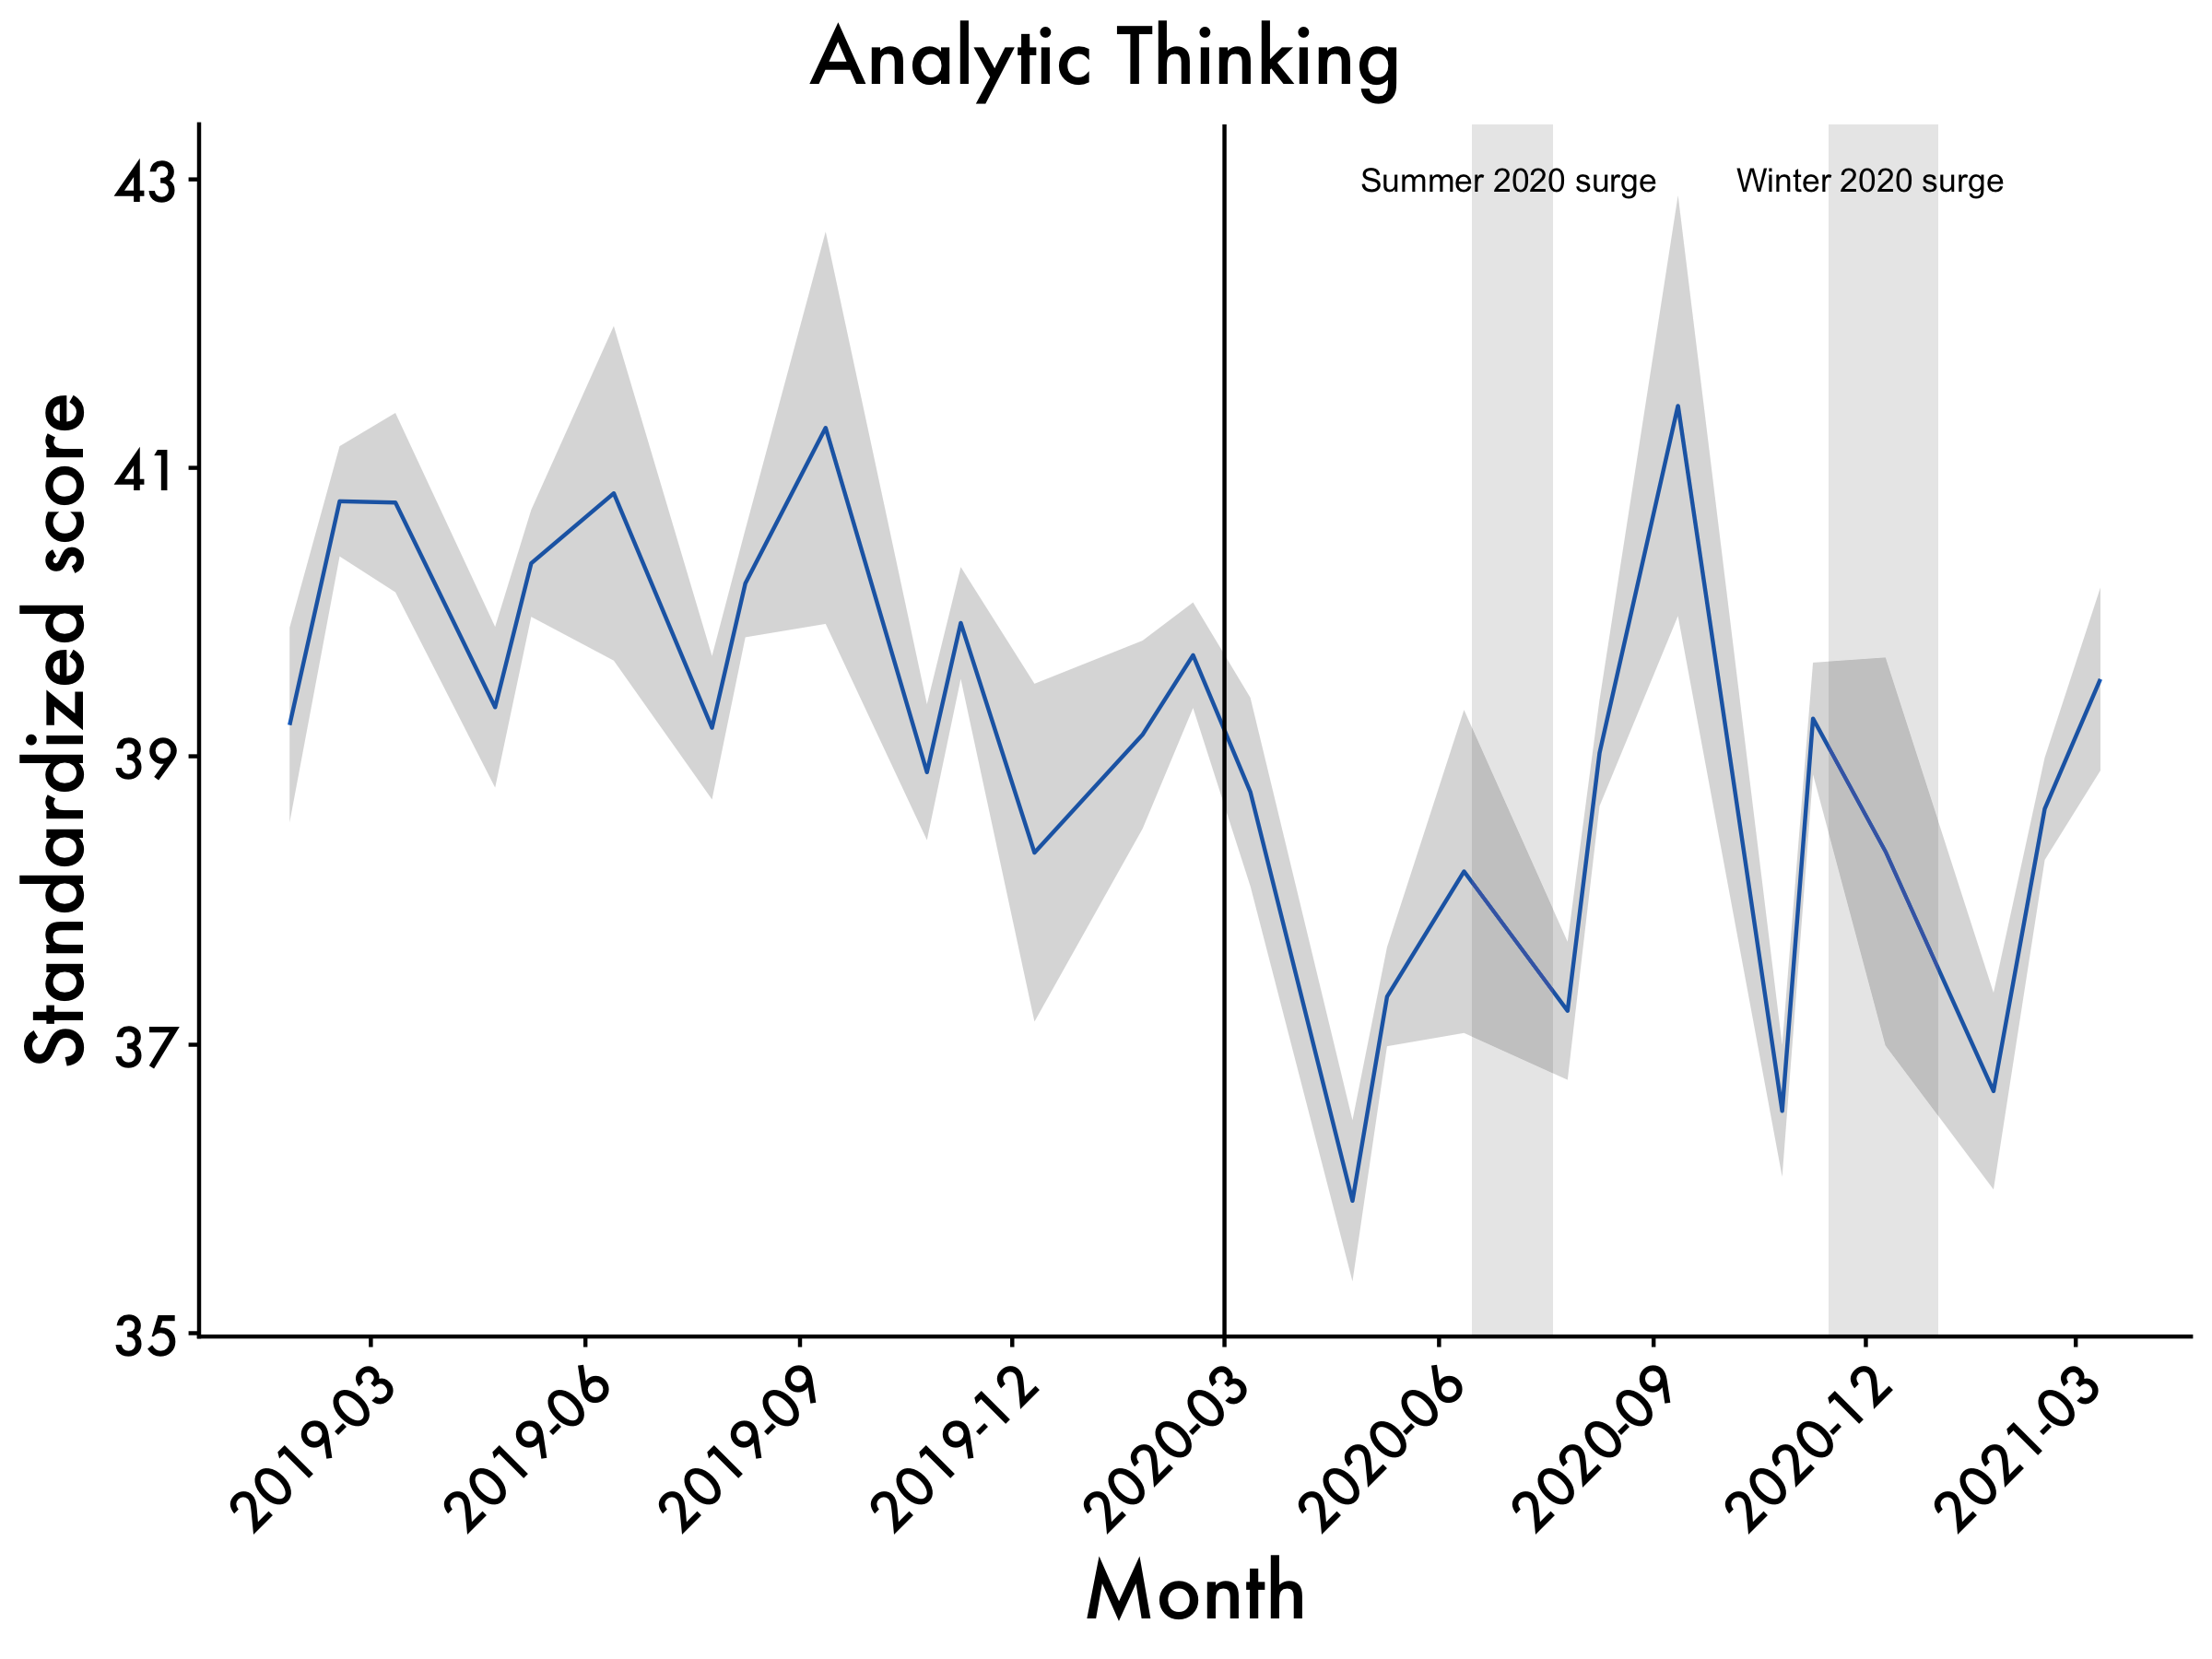 Analytic Thinking
Standardized score
43
41
39
37
35
Summer 2020 surge
Winter 2020 surge
2019-03
2019-06
2019-09
2019-12
2020-03
2020-06
2020-09
2020-12
2021-03
Month